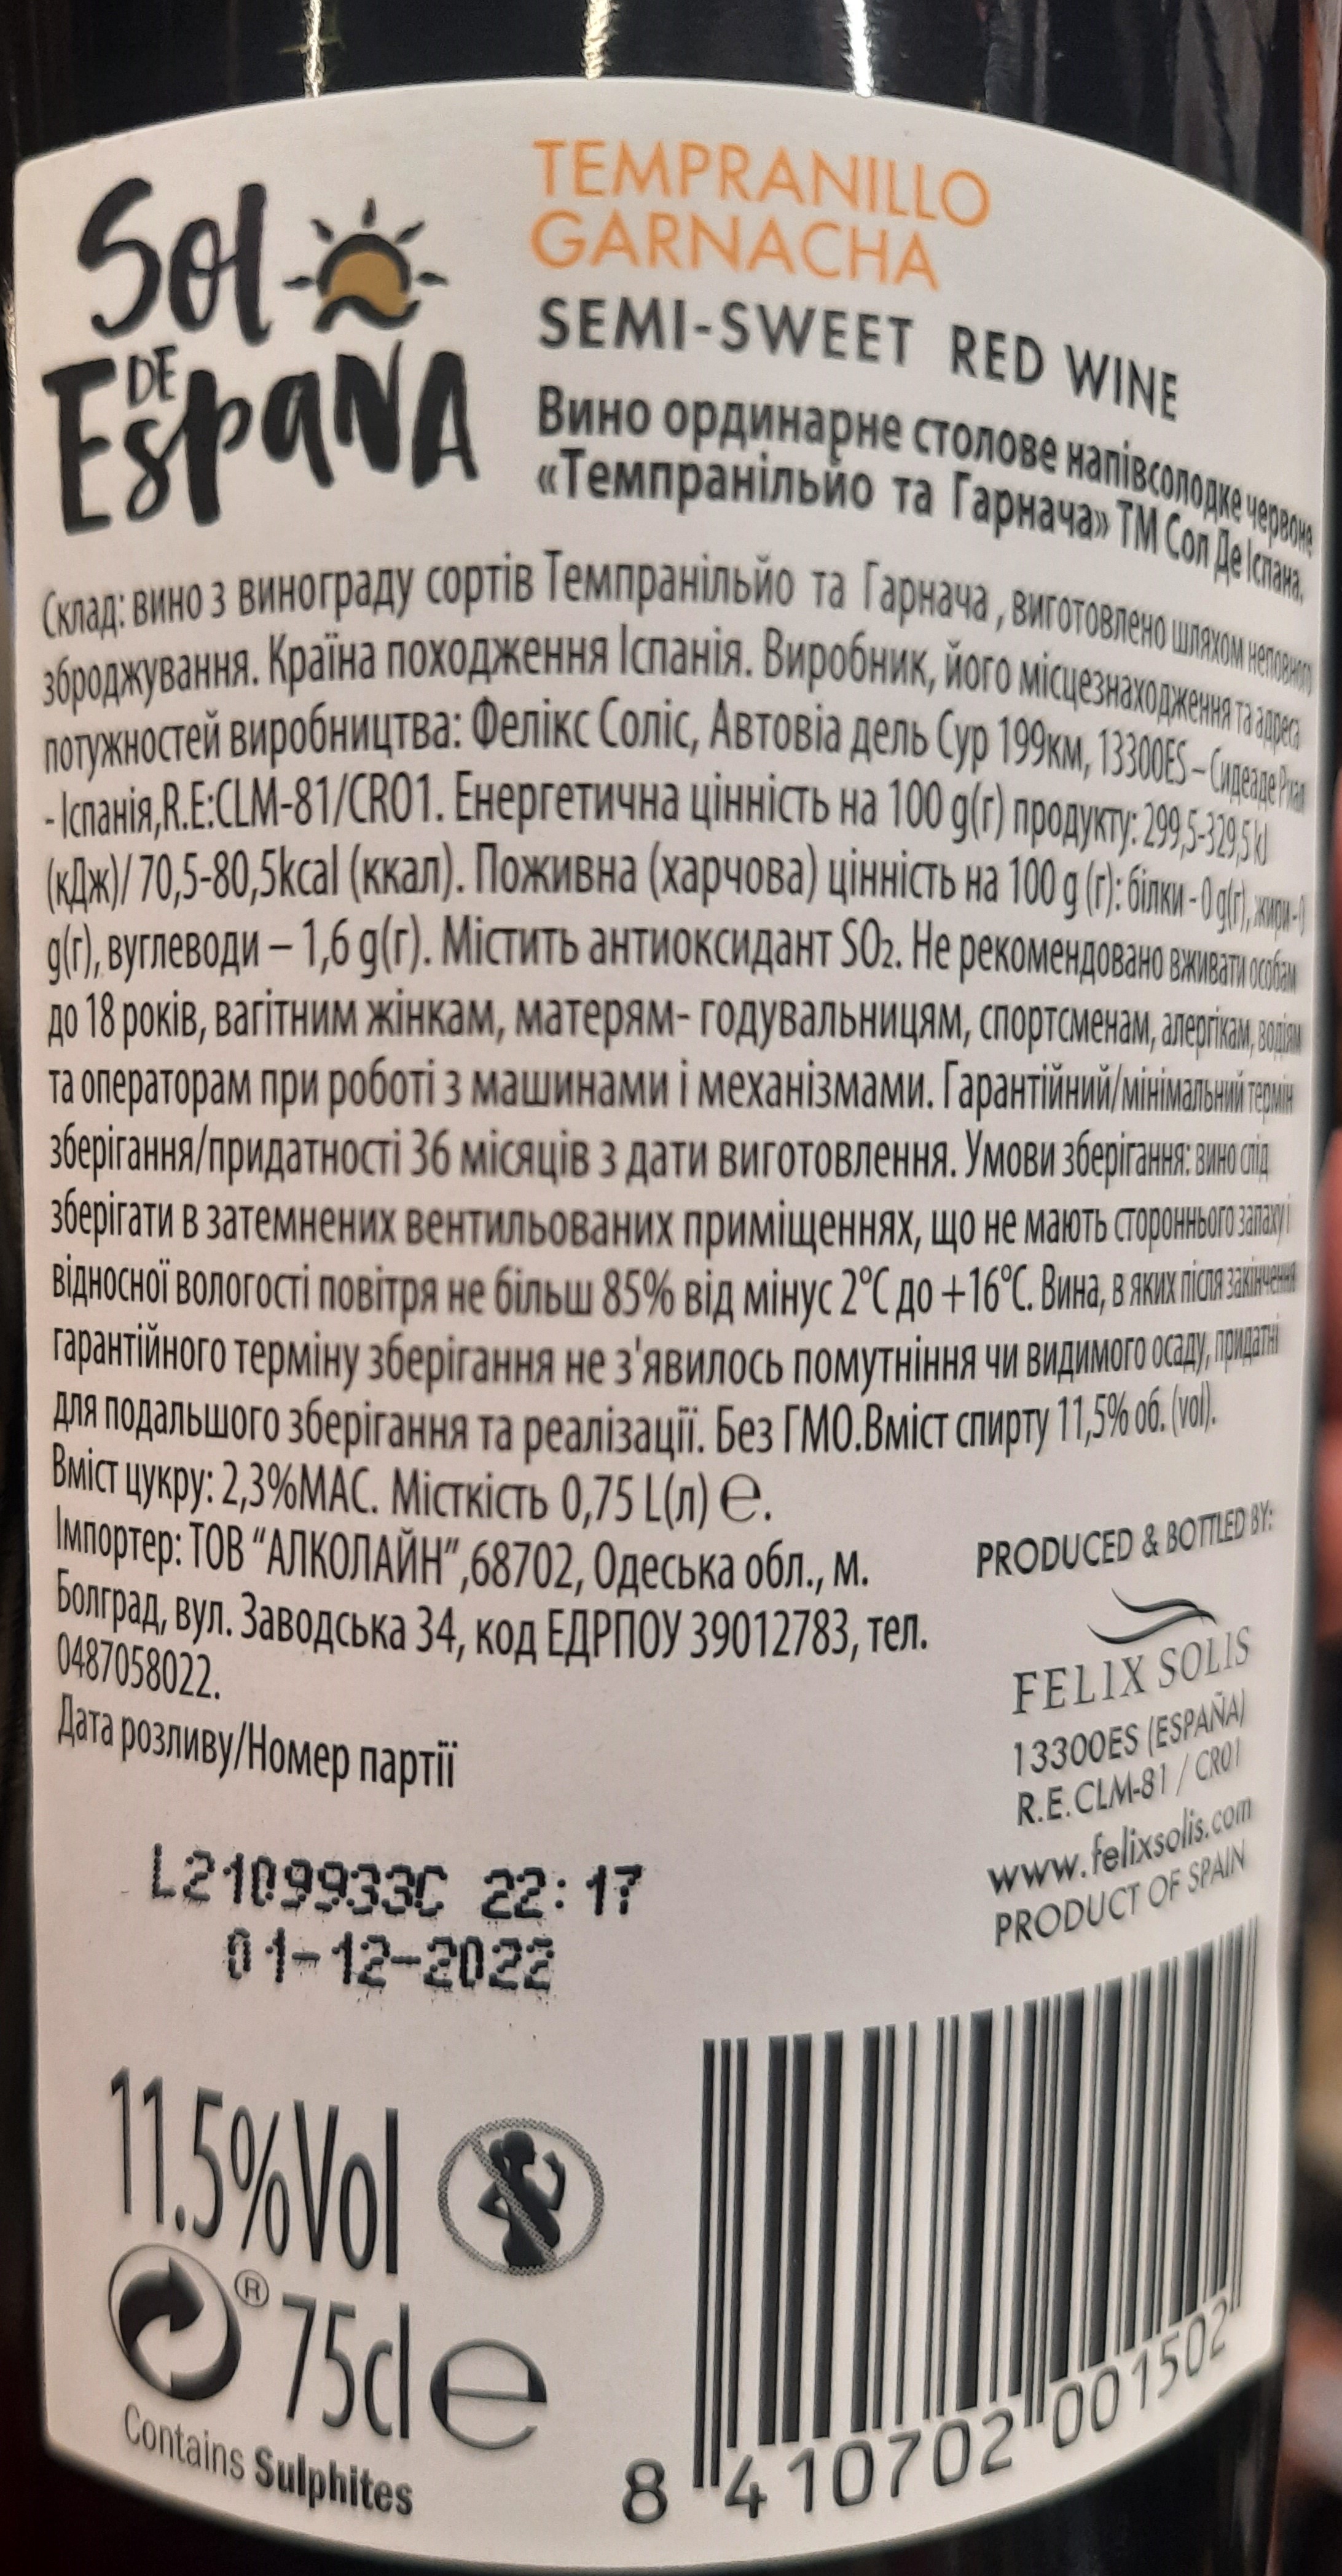 Sol
DE
España
TEMPRANILLO
GARNACHA
SEMI-SWEET RED WINE
Вино ординарне столове напівсолодке червоне
«Темпранільйо та Гарнача» ТМ Сол Де Іспана.
Склад: вино з винограду сортів Темпранільйо та Гарнача , виготовлено шляхом неповного
зброджування. Країна походження Іспанія. Виробник, його місцезнаходження та адреса
потужностей виробництва: Фелікс Соліс, Автовіа дель Сур 199км, 13300ES – Сидеаде Риал
- Іспанія,R.E:CLM-81/CR01. Енергетична цінність на 100 g(г) продукту: 299,5-329,5 kJ
(кДж)/ 70,5-80,5kcal (ккал). Поживна (харчова) цінність на 100 g (г): білки - 0 g(г), жири - 0
g(г), вуглеводи – 1,6 g(г). Містить антиоксидант SO2. Не рекомендовано вживати особам
до 18 років, вагітним жінкам, матерям- годувальницям, спортсменам, алергікам, водіям
та операторам при роботі з машинами і механізмами. Гарантійний/мінімальний термін
зберігання/придатності 36 місяців з дати виготовлення. Умови зберігання: вино слід
зберігати в затемнених вентильованих приміщеннях, що не мають стороннього запаху і
відносної вологості повітря не більш 85% від мінус 2°C до +16°C. Вина, в яких після закінчення
гарантійного терміну зберігання не з'явилось помутніння чи видимого осаду, придатні
для подальшого зберігання та реалізації. Без ГМО.Вміст спирту 11,5% об. (vol).
Вміст цукру: 2,3%МАС. Місткість 0,75 L(л) e.
Імпортер: ТОВ "АЛКОЛАЙН",68702, Одеська обл., м.
Болград, вул. Заводська 34, код ЕДРПОУ 39012783, тел.
0487058022.
Дата розливу/Номер партії
L2109933C 22:17
01-12-2022
PRODUCED & BOTTLED BY:
FELIX SOLIS
13300ES (ESPAÑA)
R.E.CLM-81 / CR01
www.felixsolis.com
PRODUCT OF SPAIN
11.5%Vol
® 75cl e
Contains Sulphites
8 410702 001502